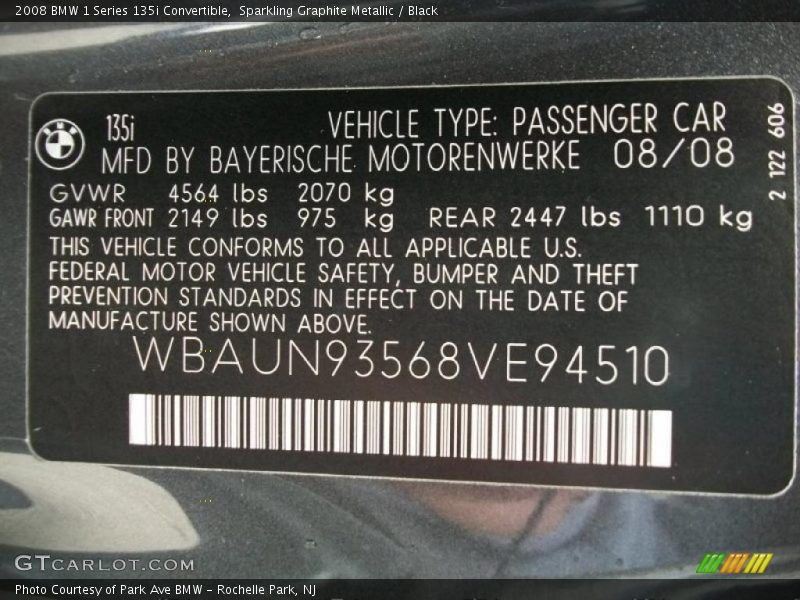 2008 BMW 1 Series 135i Convertible, Sparkling Graphite Metallic / Black
BMW
135i VEHICLE TYPE: PASSENGER CAR
MFD BY BAYERISCHE MOTORENWERKE 08/08
GVWR 4564 lbs 2070 kg
GAWR FRONT 2149 lbs 975 kg REAR 2447 lbs 1110 kg
THIS VEHICLE CONFORMS TO ALL APPLICABLE U.S.
FEDERAL MOTOR VEHICLE SAFETY, BUMPER AND THEFT
PREVENTION STANDARDS IN EFFECT ON THE DATE OF
MANUFACTURE SHOWN ABOVE.
WBAUN93568VE94510
2 122 606
GTCARLOT.COM
Photo Courtesy of Park Ave BMW - Rochelle Park, NJ